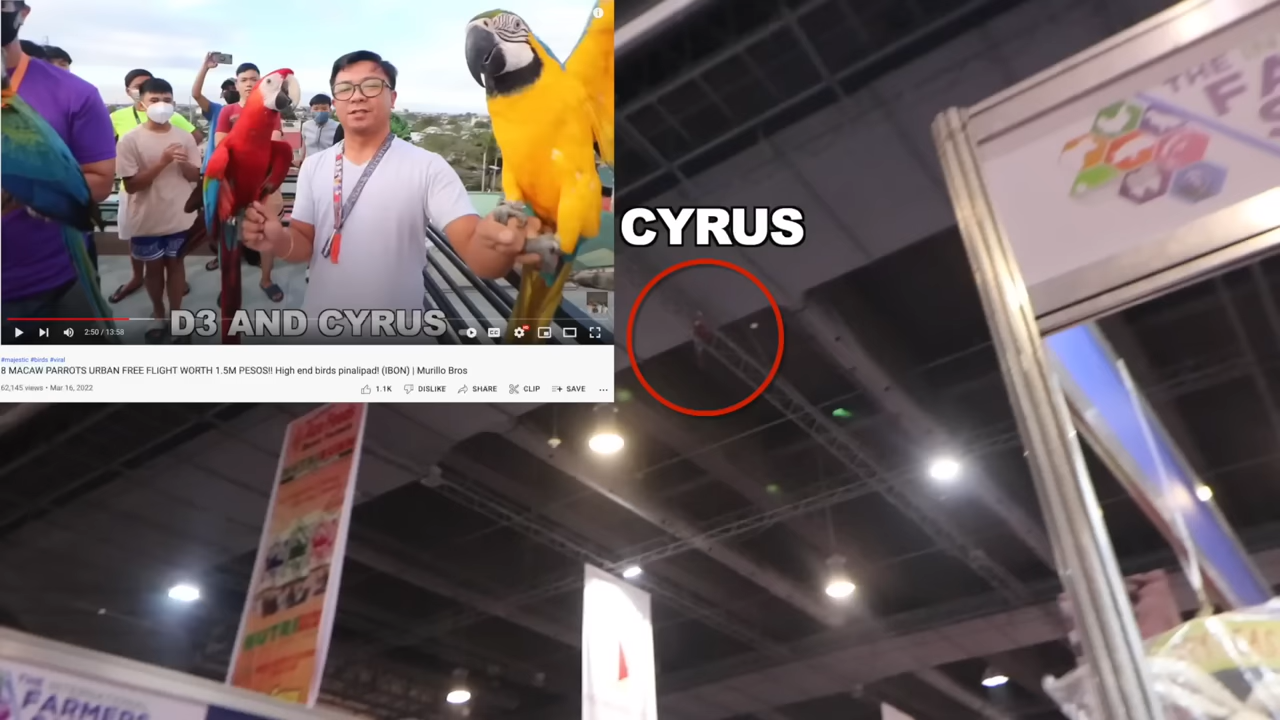 D3 AND CYRUS
2:50 / 13:58
#majestic #birds #viral
8 MACAW PARROTS URBAN FREE FLIGHT WORTH 1.5M PESOS!! High end birds pinalipad! (IBON) | Murillo Bros
62,145 views • Mar 16, 2022
1.1K
DISLIKE
SHARE
CLIP
SAVE
CYRUS
THE
NUTRI
THE
FARMERS